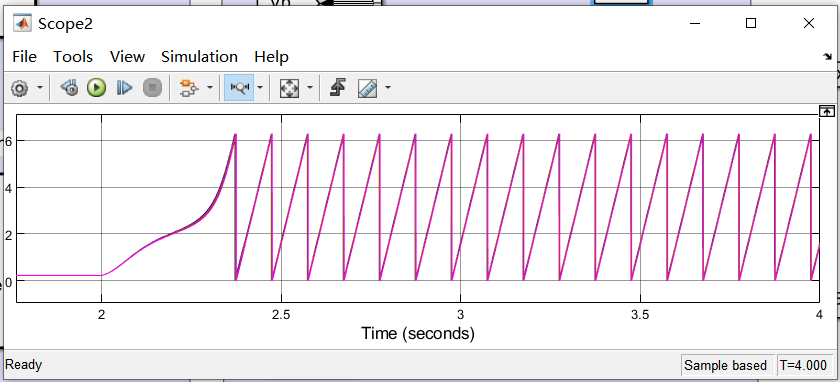 Scope2
File Tools View Simulation Help
6
4
2
0
2 2.5 3 3.5 4
Time (seconds)
Ready Sample based T=4.000